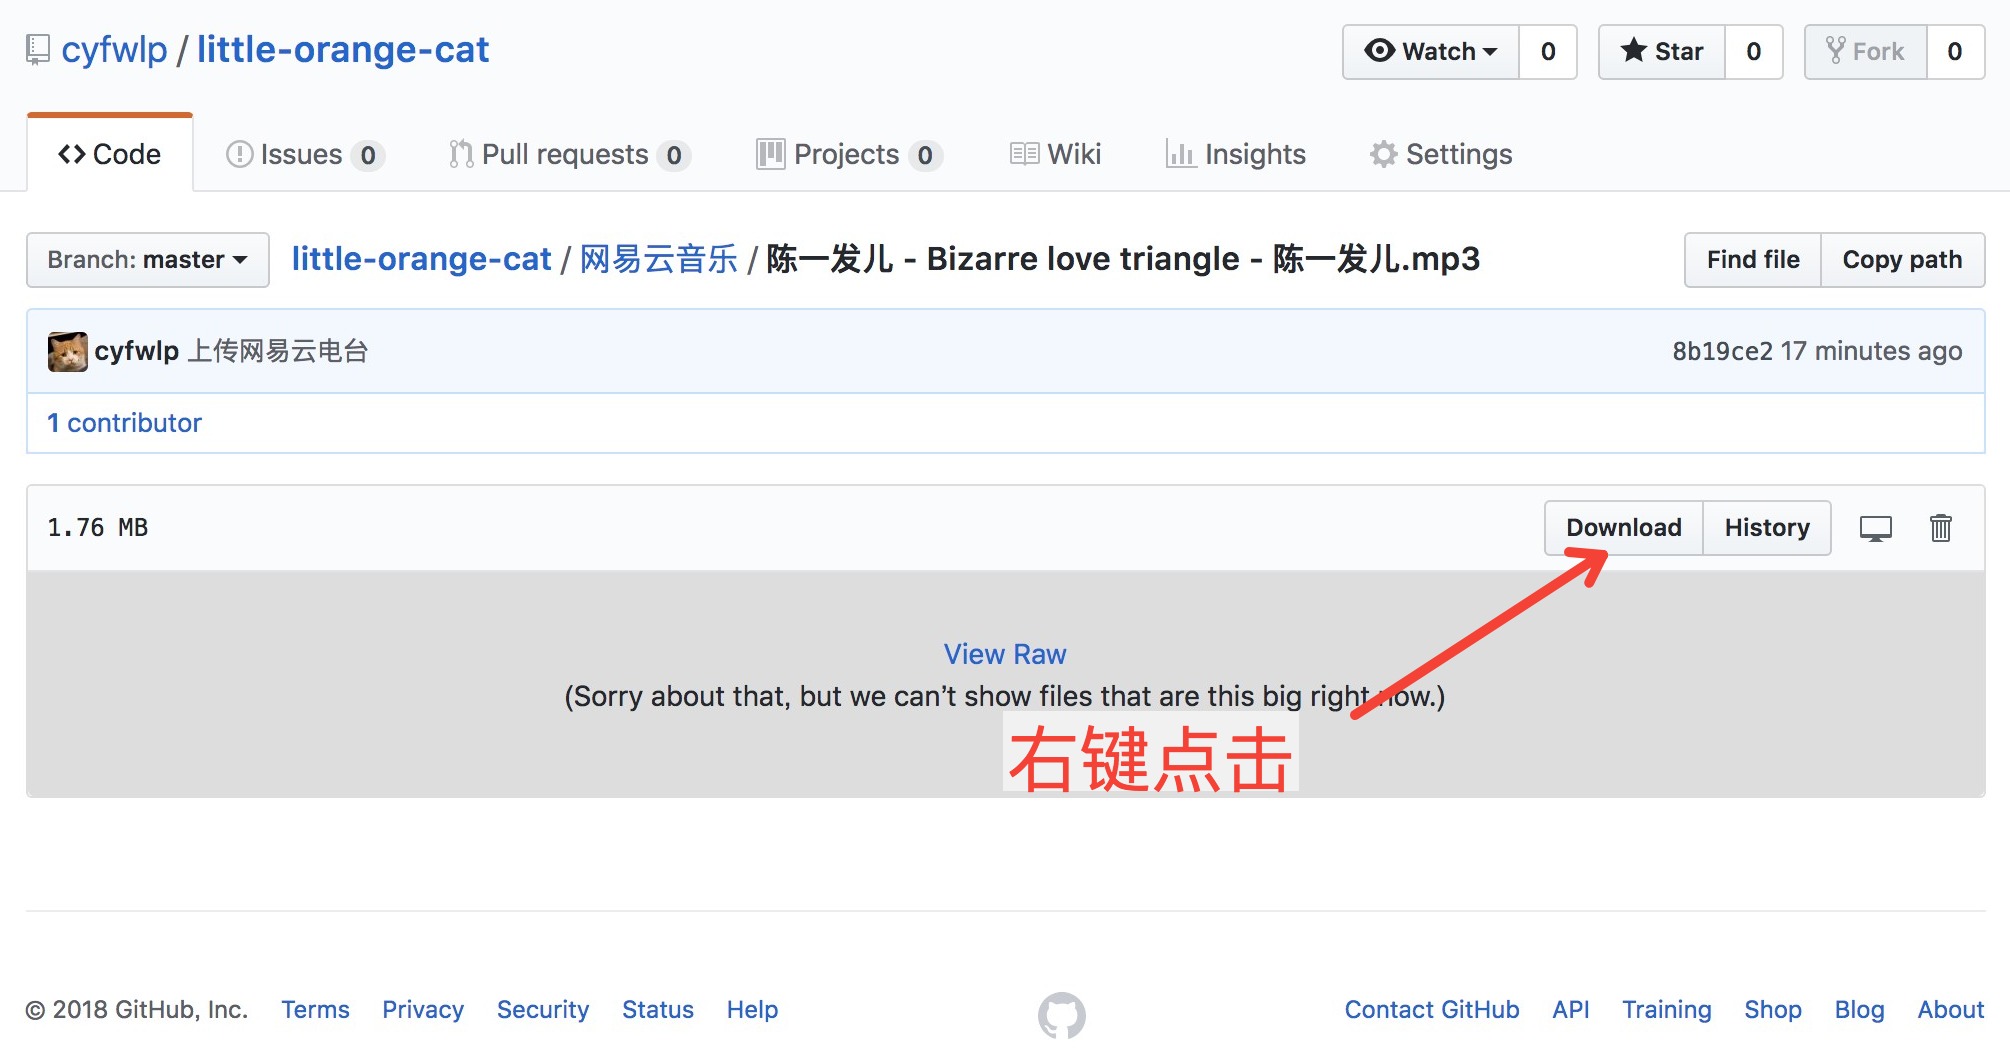 cyfwlp / little-orange-cat
Watch 0 Star 0 Fork 0
Code Issues 0 Pull requests 0 Projects 0 Wiki Insights Settings
Branch: master little-orange-cat / 网易云音乐 / 陈一发儿 - Bizarre love triangle - 陈一发儿.mp3 Find file Copy path
cyfwlp 上传网易云电台 8b19ce2 17 minutes ago
1 contributor
1.76 MB Download History
View Raw
(Sorry about that, but we can’t show files that are this big right now.)
右键点击
© 2018 GitHub, Inc. Terms Privacy Security Status Help Contact GitHub API Training Shop Blog About